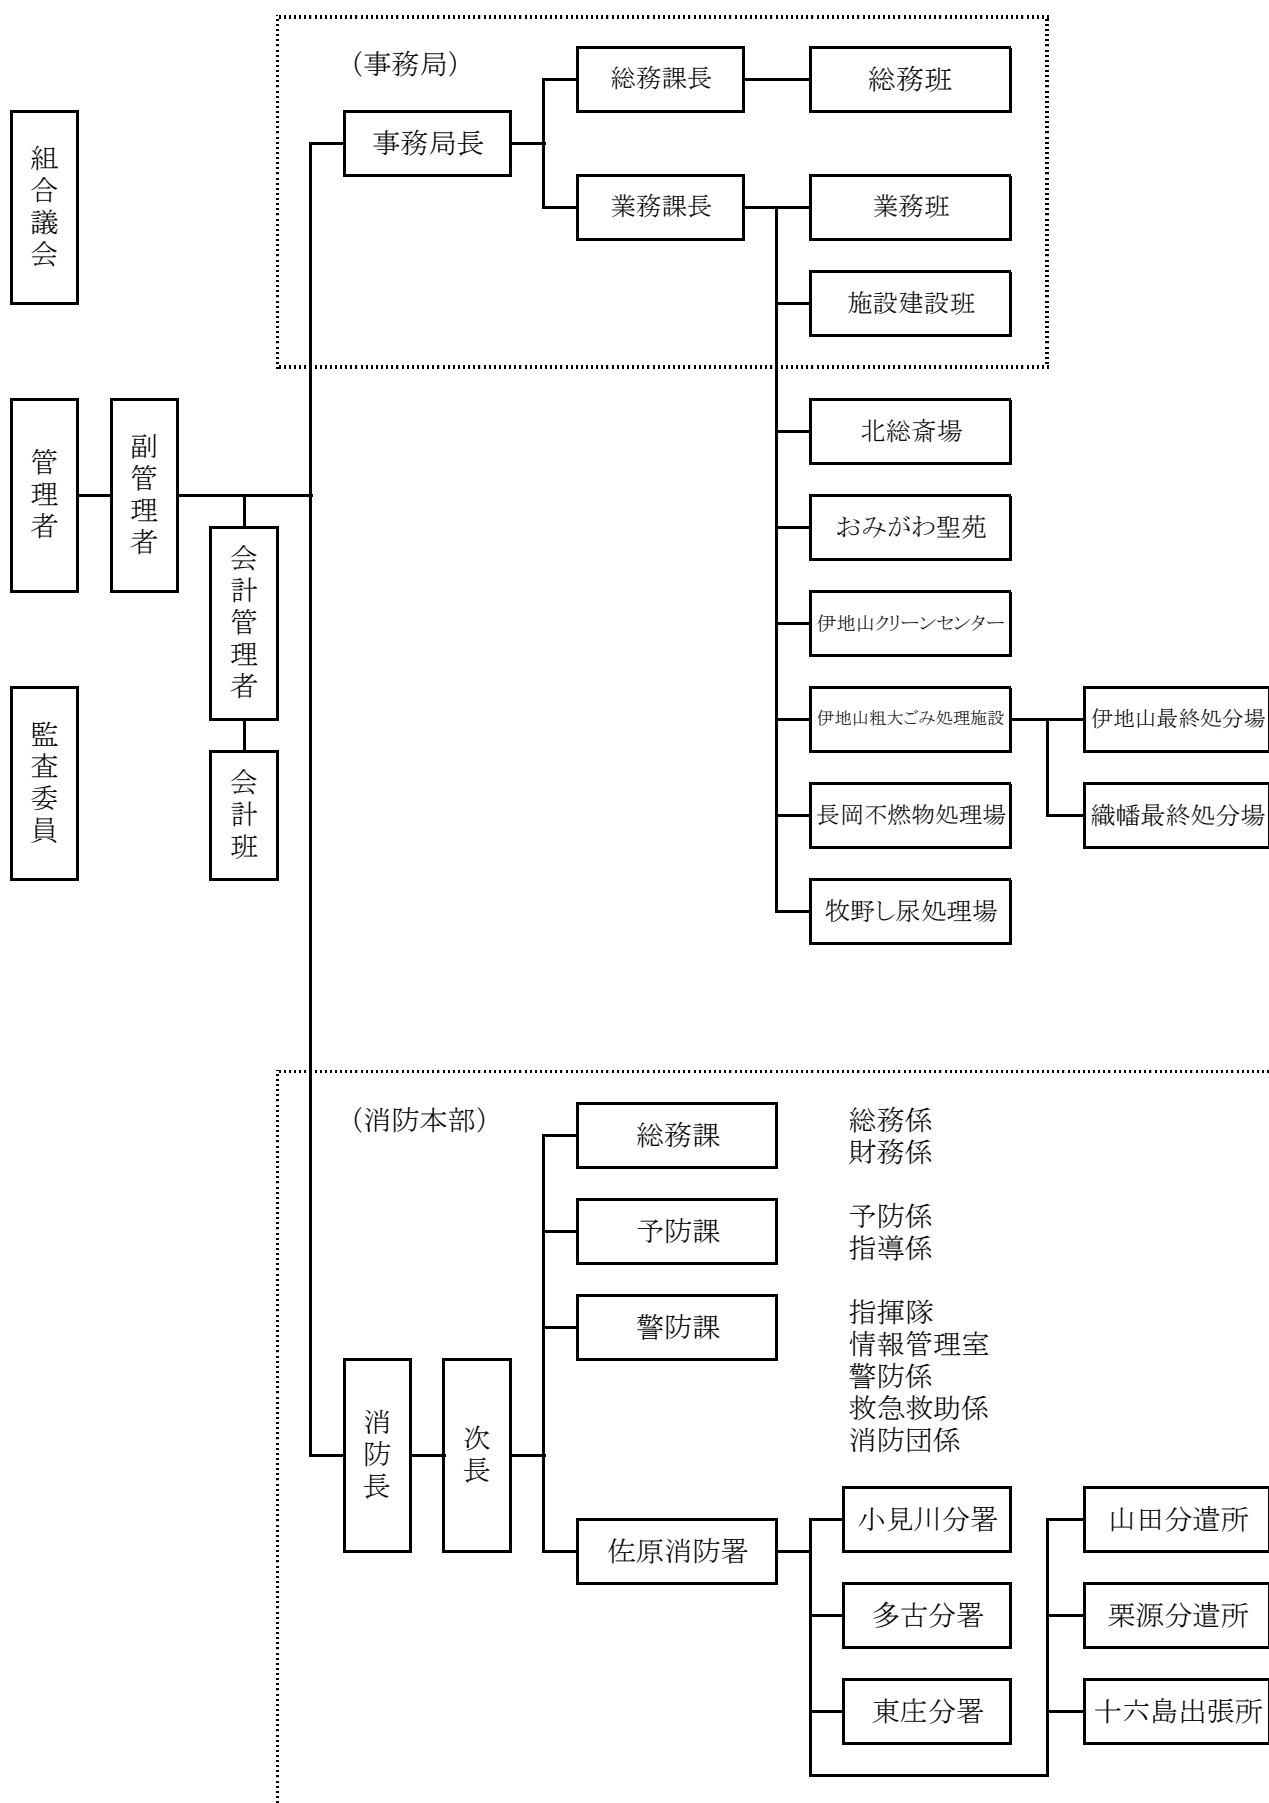 組合議会
管理者
副管理者
会計管理者
会計班
監査委員
（事務局）
事務局長
総務課長
総務班
業務課長
業務班
施設建設班
北総斎場
おみがわ聖苑
伊地山クリーンセンター
伊地山粗大ごみ処理施設
伊地山最終処分場
織幡最終処分場
長岡不燃物処理場
牧野し尿処理場
（消防本部）
消防長
次長
総務課
総務係
財務係
予防課
予防係
指導係
警防課
指揮隊
情報管理室
警防係
救急救助係
消防団係
佐原消防署
小見川分署
多古分署
東庄分署
山田分遣所
栗源分遣所
十六島出張所